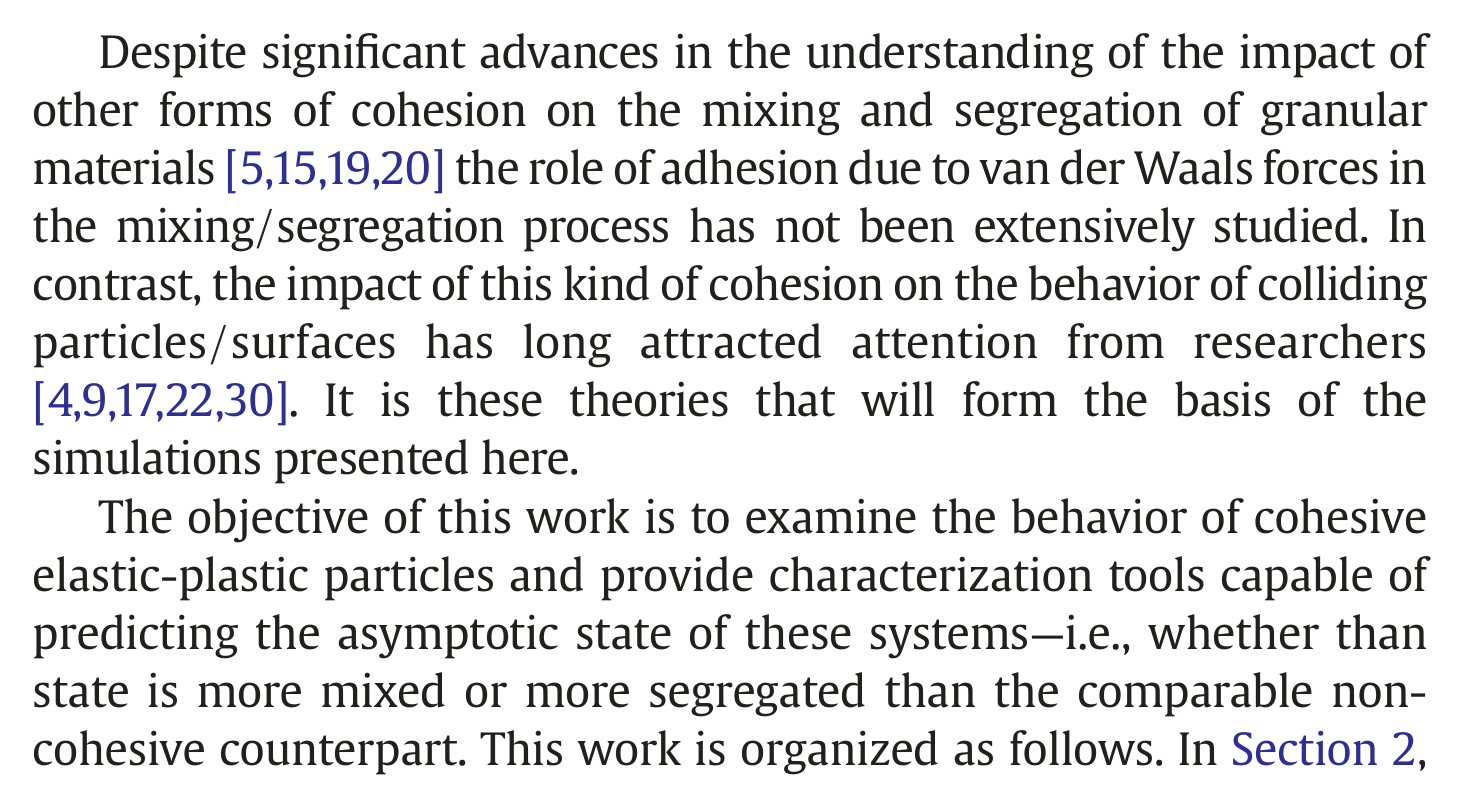 Despite significant advances in the understanding of the impact of
other forms of cohesion on the mixing and segregation of granular
materials [5,15,19,20] the role of adhesion due to van der Waals forces in
the mixing/segregation process has not been extensively studied. In
contrast, the impact of this kind of cohesion on the behavior of colliding
particles/surfaces has long attracted attention from researchers
[4,9,17,22,30]. It is these theories that will form the basis of the
simulations presented here.
The objective of this work is to examine the behavior of cohesive
elastic-plastic particles and provide characterization tools capable of
predicting the asymptotic state of these systems—i.e., whether than
state is more mixed or more segregated than the comparable non-
cohesive counterpart. This work is organized as follows. In Section 2,